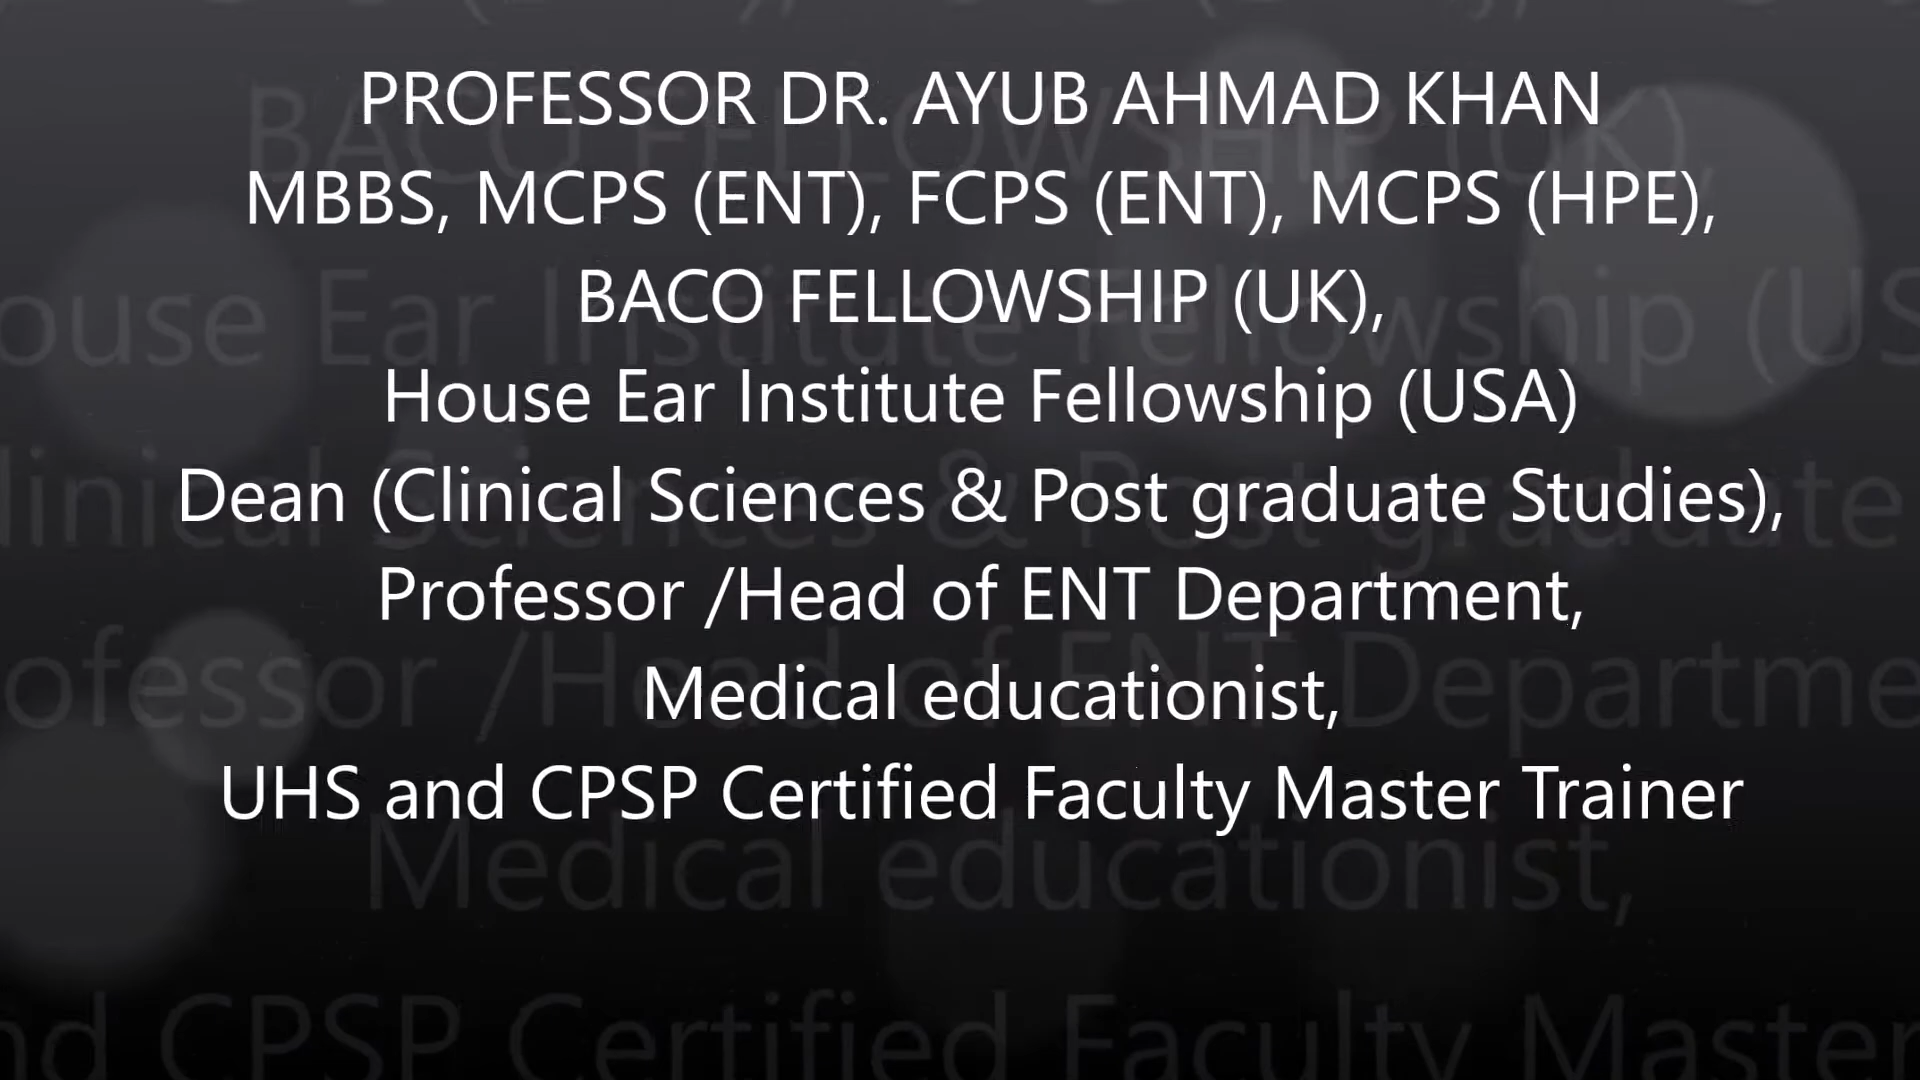 PROFESSOR DR. AYUB AHMAD KHAN
MBBS, MCPS (ENT), FCPS (ENT), MCPS (HPE),
BACO FELLOWSHIP (UK),
House Ear Institute Fellowship (USA)
Dean (Clinical Sciences & Post graduate Studies),
Professor /Head of ENT Department,
Medical educationist,
UHS and CPSP Certified Faculty Master Trainer